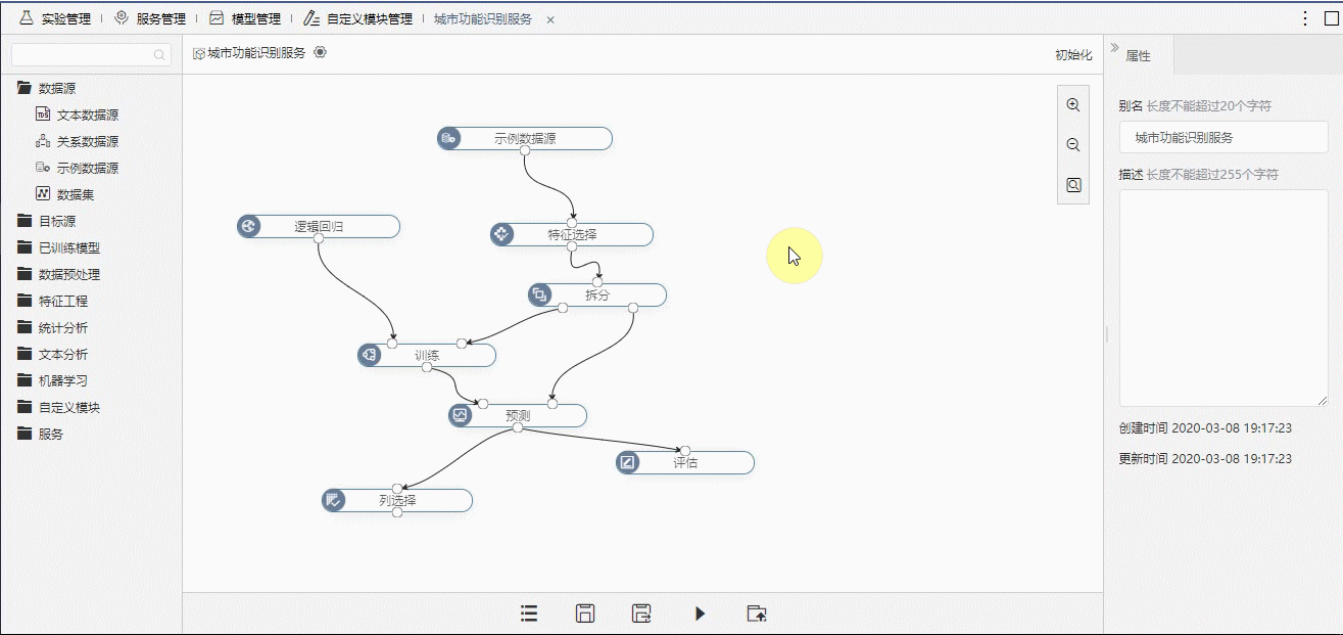 实验管理 服务管理 模型管理 自定义模块管理 城市功能识别服务 ×
城市功能识别服务 初始化
属性
数据源
文本数据源
关系数据源
示例数据源
数据集
目标源
已训练模型
数据预处理
特征工程
统计分析
文本分析
机器学习
自定义模块
服务
示例数据源
逻辑回归
特征选择
拆分
训练
预测
评估
列选择
别名 长度不能超过20个字符
城市功能识别服务
描述 长度不能超过255个字符
创建时间 2020-03-08 19:17:23
更新时间 2020-03-08 19:17:23